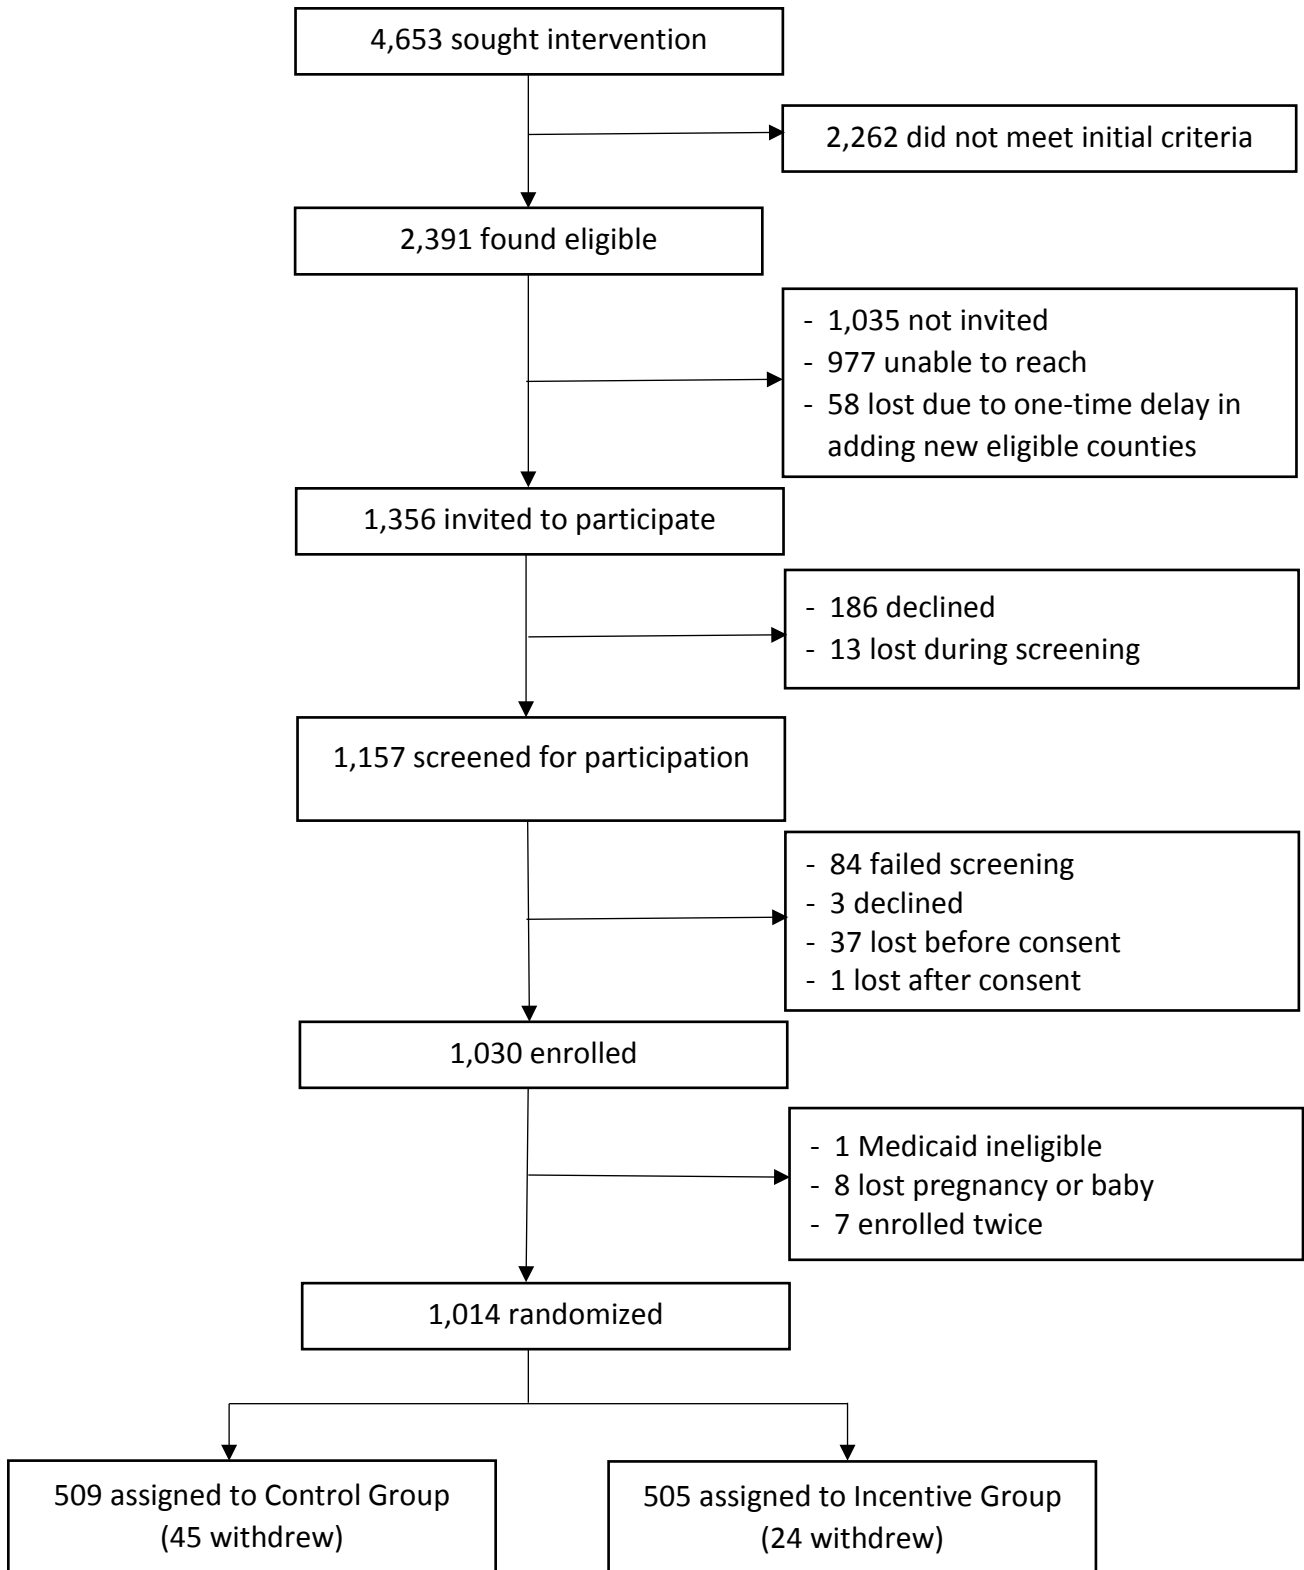 4,653 sought intervention
2,262 did not meet initial criteria
2,391 found eligible
- 1,035 not invited
- 977 unable to reach
- 58 lost due to one-time delay in
adding new eligible counties
1,356 invited to participate
- 186 declined
- 13 lost during screening
1,157 screened for participation
- 84 failed screening
- 3 declined
- 37 lost before consent
- 1 lost after consent
1,030 enrolled
- 1 Medicaid ineligible
- 8 lost pregnancy or baby
- 7 enrolled twice
1,014 randomized
509 assigned to Control Group
(45 withdrew)
505 assigned to Incentive Group
(24 withdrew)